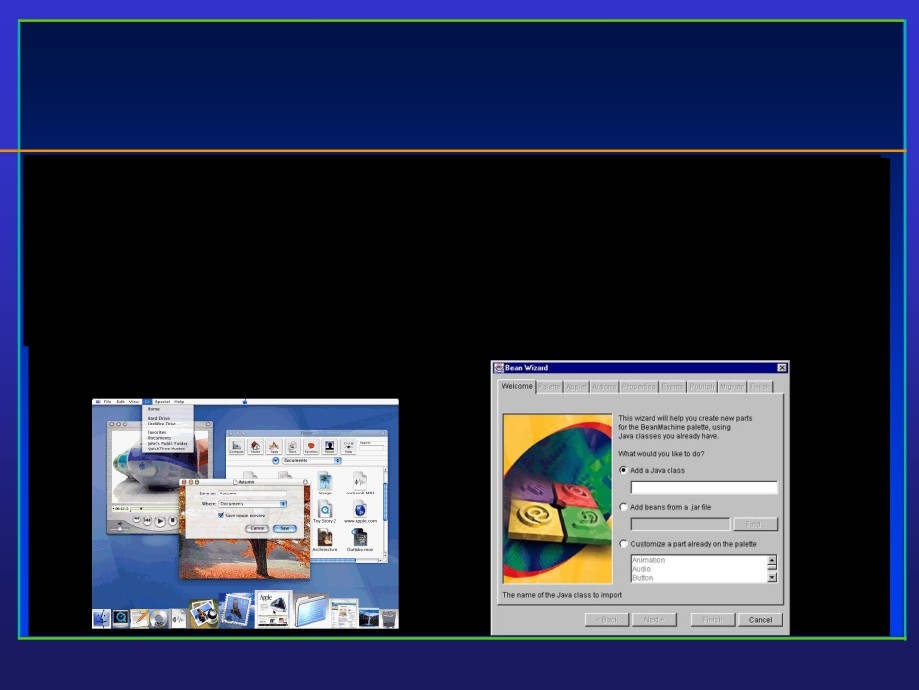 File Edit View Go Special Help
Home
Hard Drive
Favorites
Documents
John's Public Folder
QuickTime Movies
Documents
Autumn
Save as: Autumn
Where: Documents
Save image preview
Cancel Save
Toy Story2 www.apple.com
Architecture Outtake.mov
Apple
Bean Wizard
Welcome Palette Applet Actions Properties Events Publish Migrate Finish
This wizard will help you create new parts
for the BeanMachine palette, using
Java classes you already have.
What would you like to do?
Add a Java class
Add beans from a .jar file
Find...
Customize a part already on the palette
Animation
Audio
Button
The name of the Java class to import
< Back Next > Finish Cancel